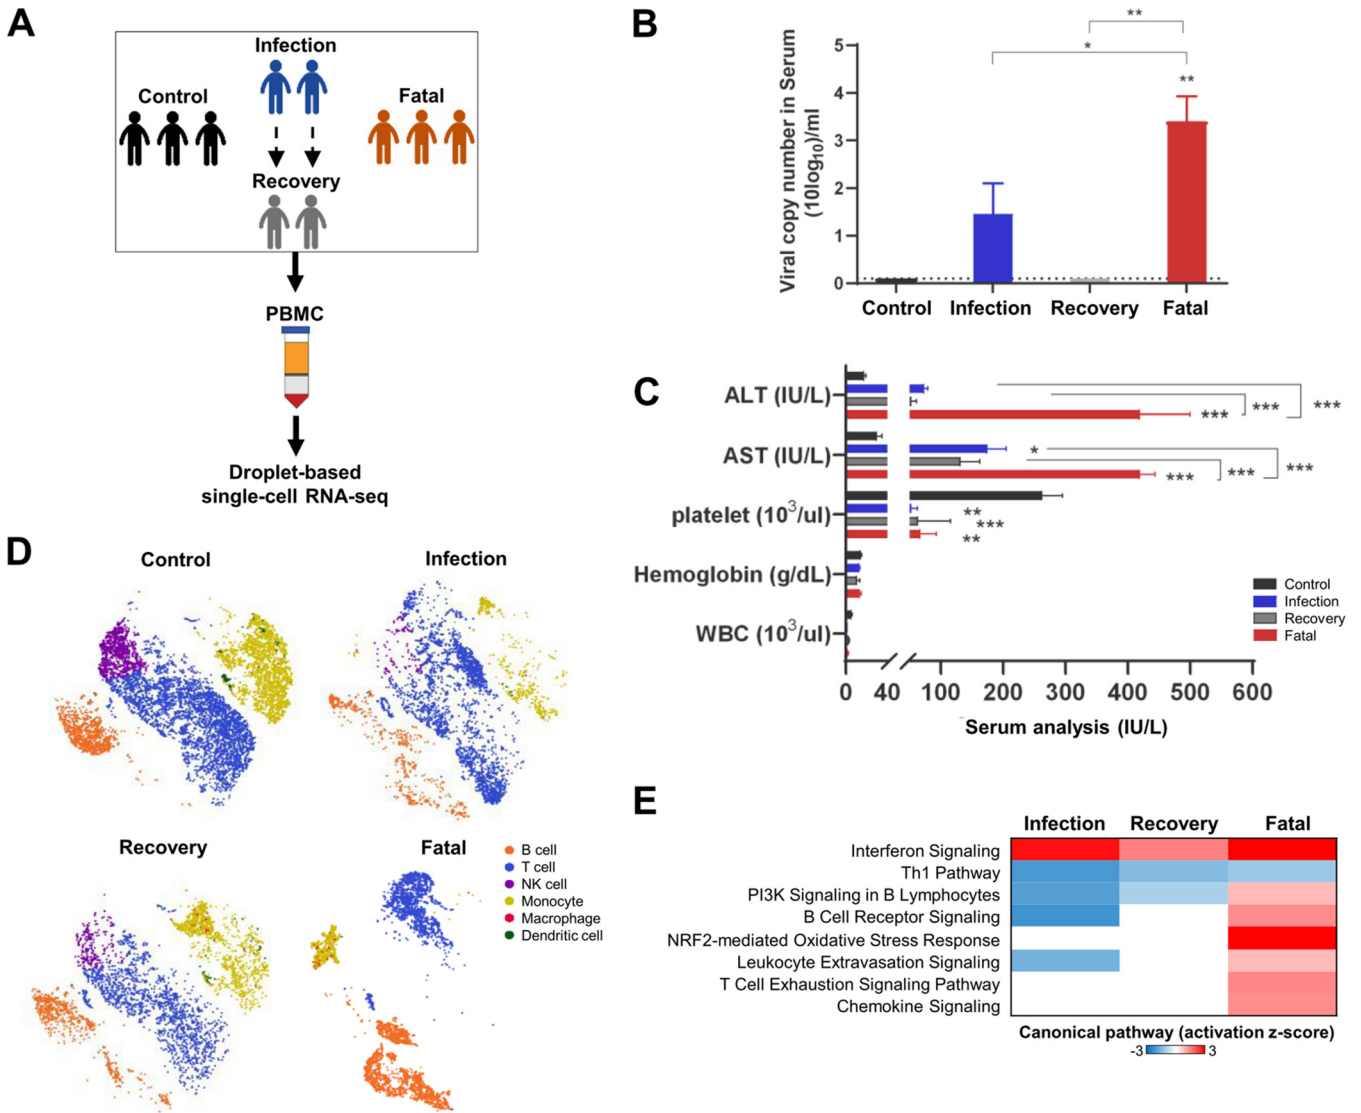 A
Infection
Control
Fatal
Recovery
PBMC
Droplet-based
single-cell RNA-seq
B
Viral copy number in Serum
(10log10)/ml
5
4
3
2
1
0
**
*
**
Control
Infection
Recovery
Fatal
C
ALT (IU/L)
***
***
***
AST (IU/L)
*
***
***
***
platelet (10³/ul)
**
***
**
Hemoglobin (g/dL)
WBC (10³/ul)
Control
Infection
Recovery
Fatal
0 40 100 200 300 400 500 600
Serum analysis (IU/L)
D
Control
Infection
Recovery
Fatal
B cell
T cell
NK cell
Monocyte
Macrophage
Dendritic cell
E
Infection Recovery Fatal
Interferon Signaling
Th1 Pathway
PI3K Signaling in B Lymphocytes
B Cell Receptor Signaling
NRF2-mediated Oxidative Stress Response
Leukocyte Extravasation Signaling
T Cell Exhaustion Signaling Pathway
Chemokine Signaling
Canonical pathway (activation z-score)
-3 3